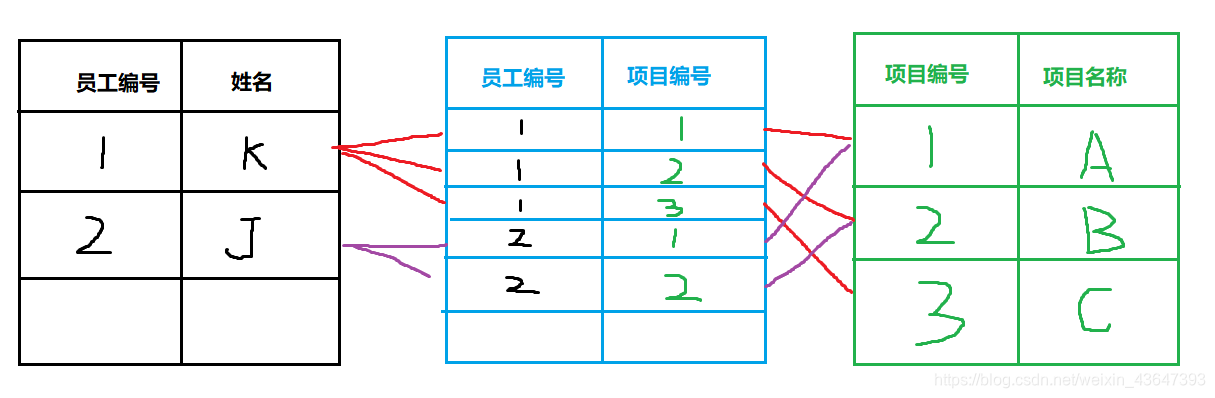 员工编号 姓名
1 K
2 J
员工编号 项目编号
1 1
1 2
1 3
2 1
2 2
项目编号 项目名称
1 A
2 B
3 C
https://blog.csdn.net/weixin_43647393